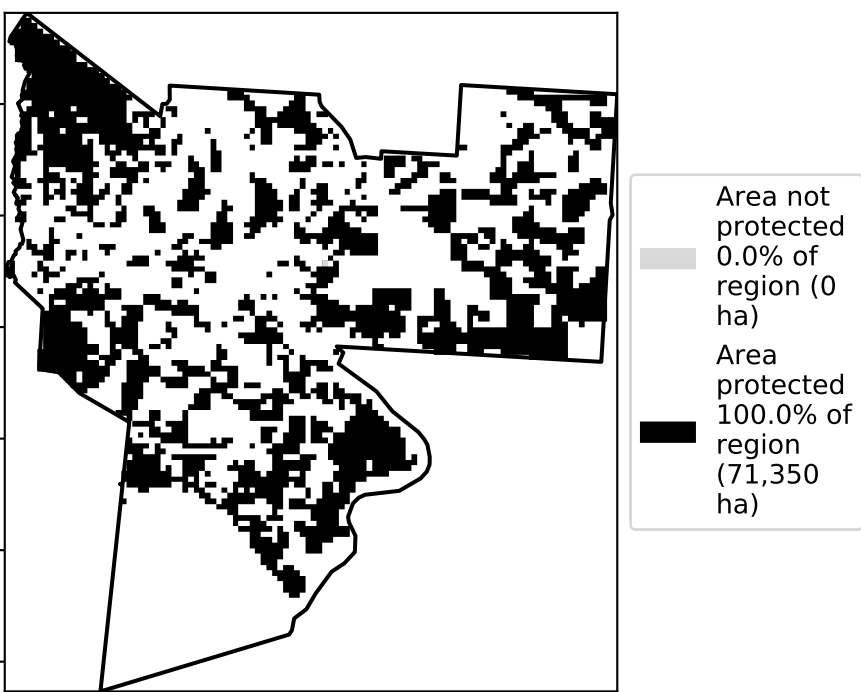 Area not
protected
0.0% of
region (0
ha)
Area
protected
100.0% of
region
(71,350
ha)